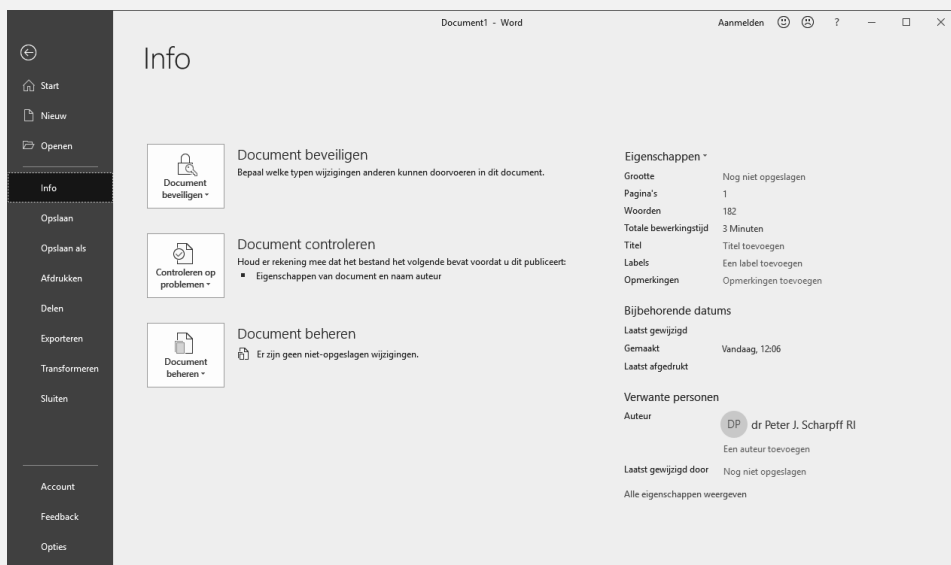 Document1 - Word
Aanmelden
?
Info
Start
Nieuw
Openen
Info
Opslaan
Opslaan als
Afdrukken
Delen
Exporteren
Transformeren
Sluiten
Account
Feedback
Opties
Document
beveiligen
Document beveiligen
Bepaal welke typen wijzigingen anderen kunnen doorvoeren in dit document.
Controleren op
problemen
Document controleren
Houd er rekening mee dat het bestand het volgende bevat voordat u dit publiceert:
Eigenschappen van document en naam auteur
Document
beheren
Document beheren
Er zijn geen niet-opgeslagen wijzigingen.
Eigenschappen
Grootte Nog niet opgeslagen
Pagina's 1
Woorden 182
Totale bewerkingstijd 3 Minuten
Titel Titel toevoegen
Labels Een label toevoegen
Opmerkingen Opmerkingen toevoegen
Bijbehorende datums
Laatst gewijzigd
Gemaakt Vandaag, 12:06
Laatst afgedrukt
Verwante personen
Auteur
DP dr Peter J. Scharpff RI
Een auteur toevoegen
Laatst gewijzigd door Nog niet opgeslagen
Alle eigenschappen weergeven